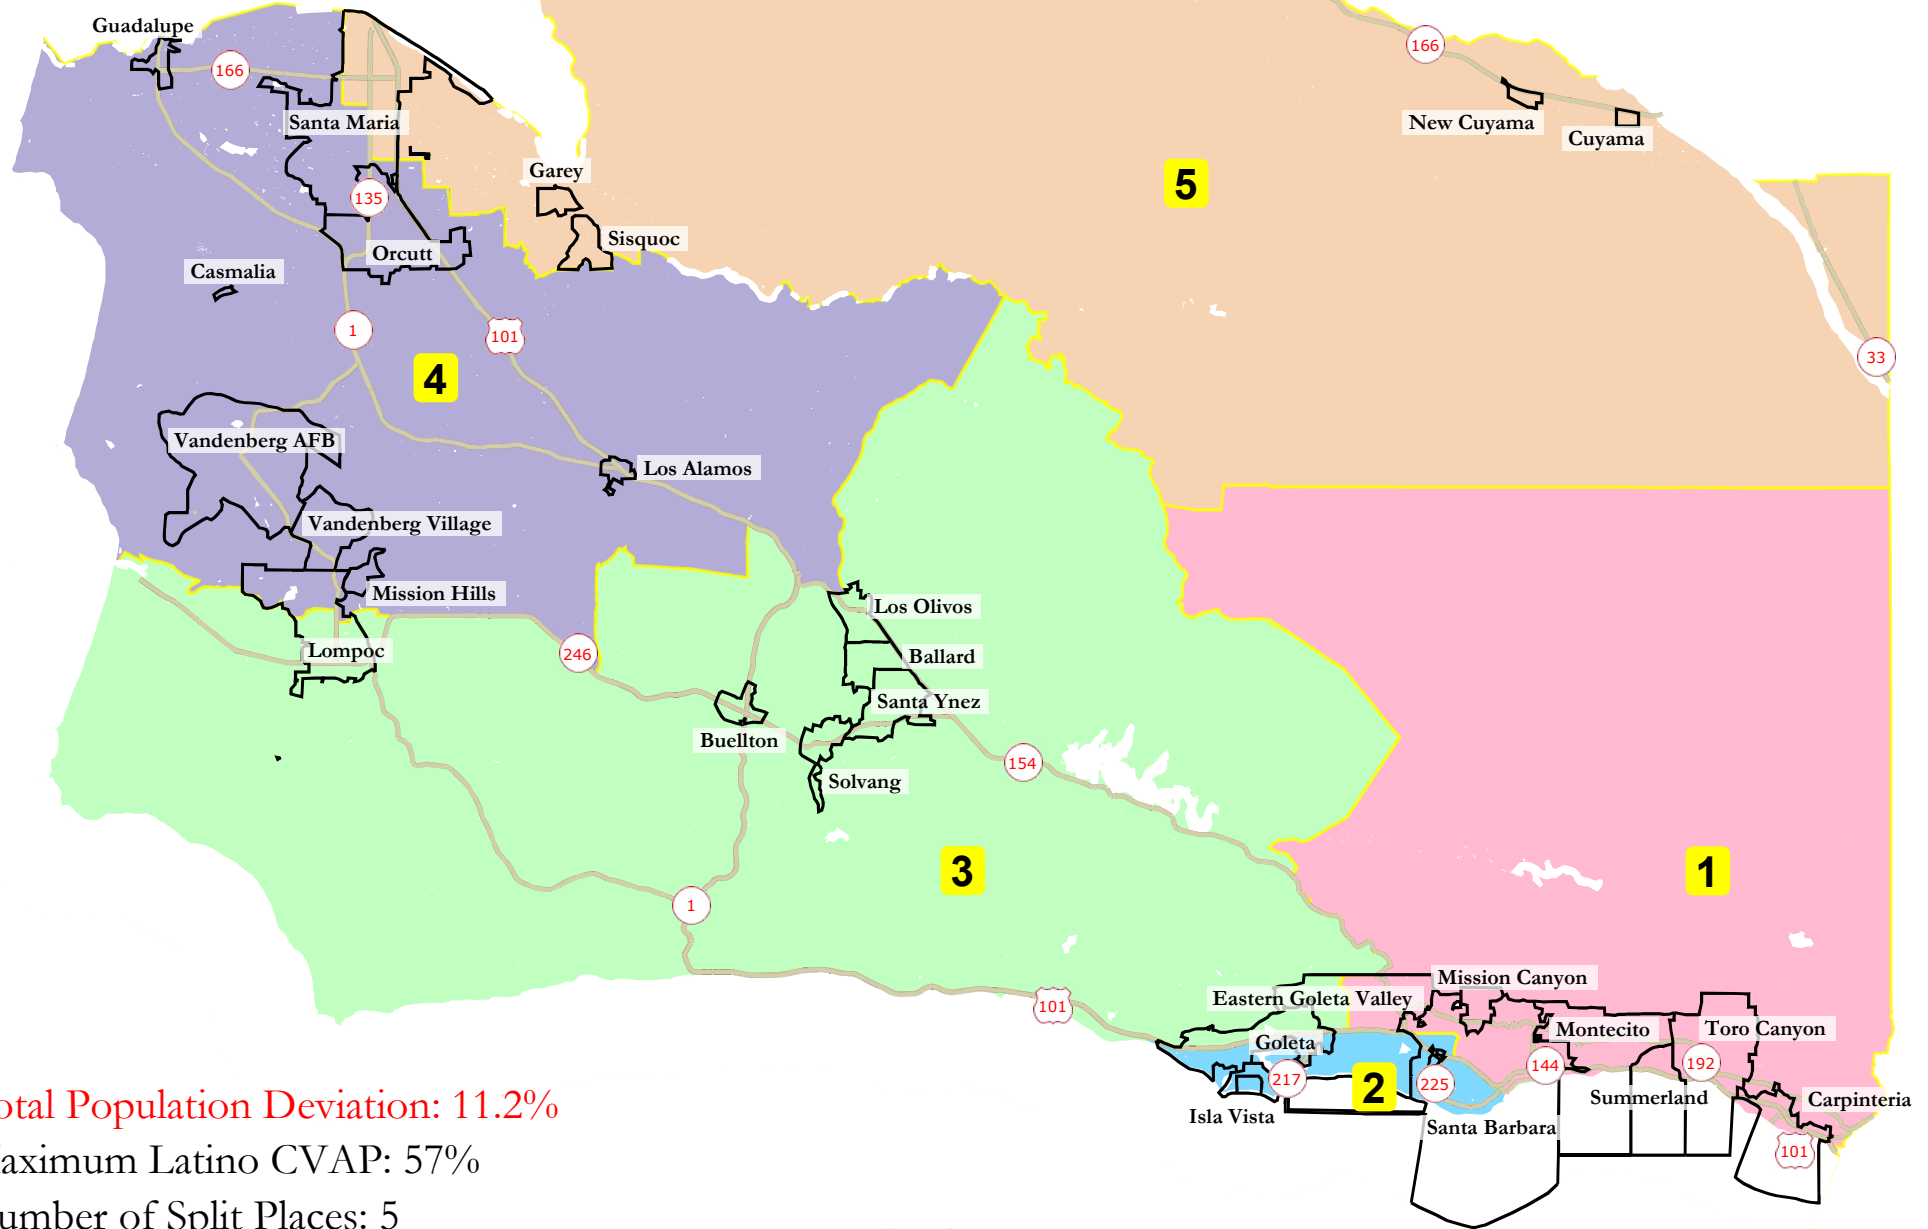 Guadalupe
166
166
Santa Maria
New Cuyama
Cuyama
Garey
5
135
Sisquoc
Orcutt
Casmalia
1
101
33
4
Vandenberg AFB
Los Alamos
Vandenberg Village
Mission Hills
Los Olivos
Lompoc
246
Ballard
Santa Ynez
Buellton
154
Solvang
3
1
1
Mission Canyon
Eastern Goleta Valley
101
Montecito
Toro Canyon
Goleta
144
192
217
2
225
Summerland
Carpinteria
Isla Vista
Santa Barbara
101
otal Population Deviation: 11.2%
aximum Latino CVAP: 57%
umber of Split Places: 5